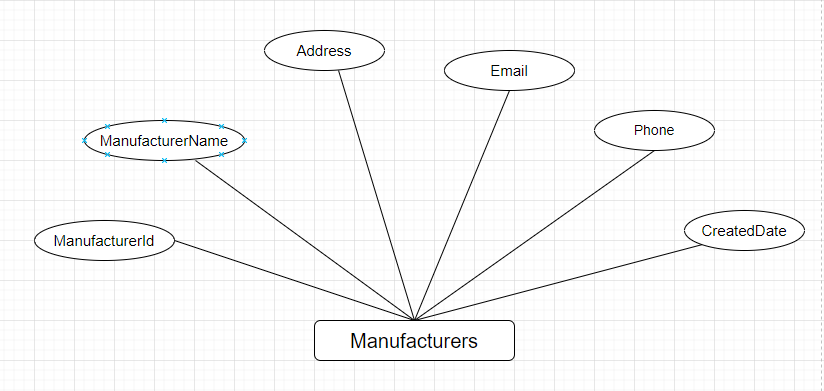 Address
Email
Phone
ManufacturerName
CreatedDate
ManufacturerId
Manufacturers